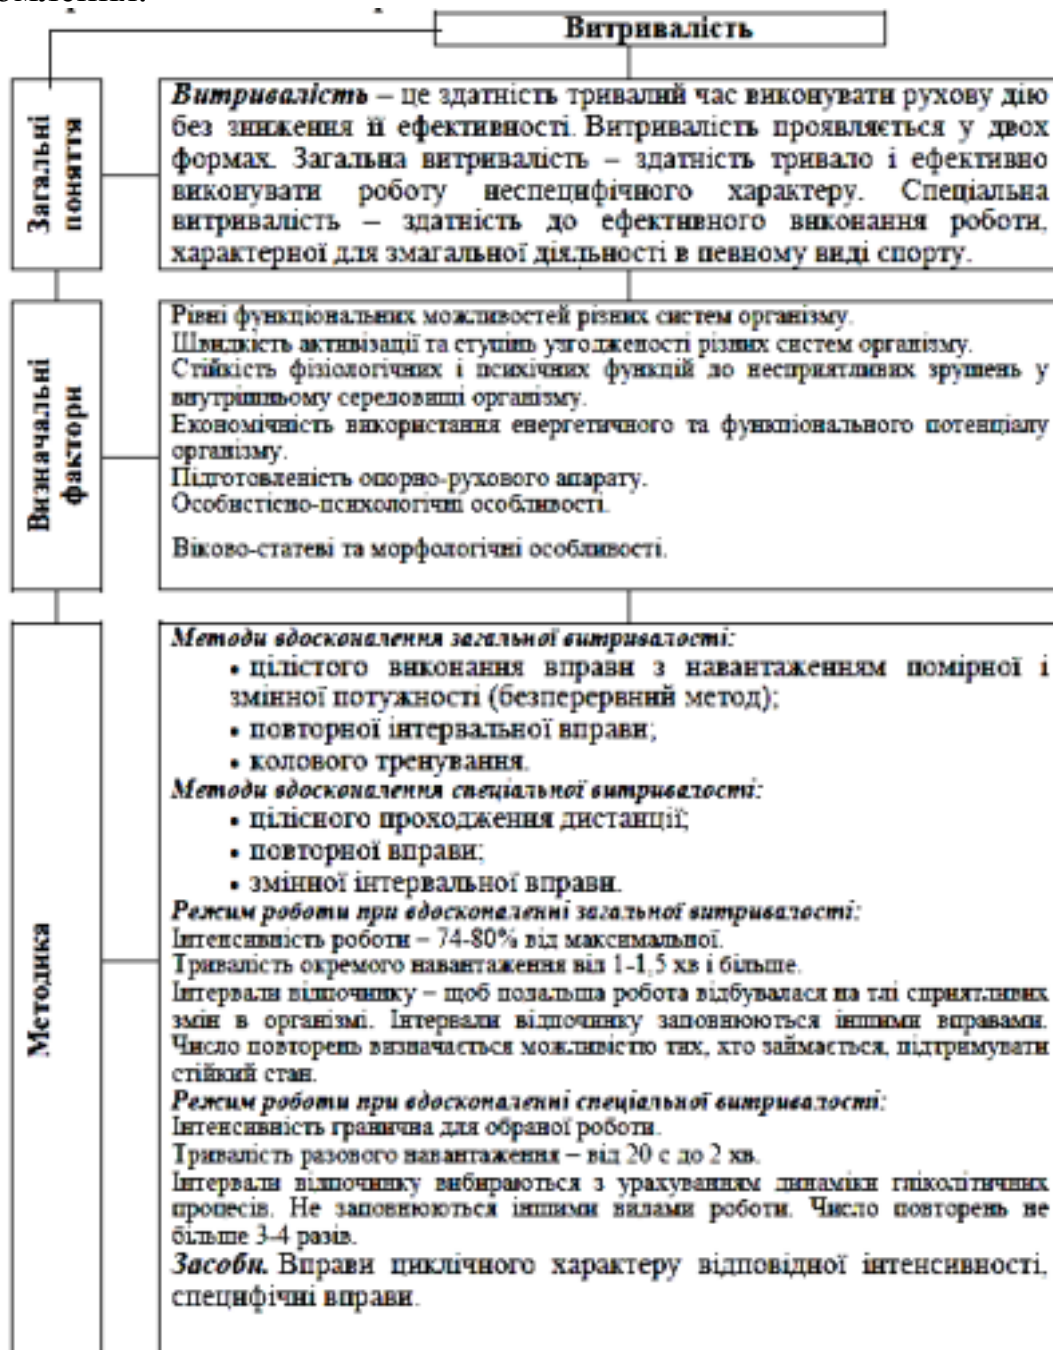 Витривалість
Загальні
поняття
Витривалість – це здатність тривалий час виконувати рухову дію
без зниження її ефективності. Витривалість проявляється у двох
формах. Загальна витривалість – здатність тривало і ефективно
виконувати роботу неспецифічного характеру. Спеціальна
витривалість – здатність до ефективного виконання роботи,
характерної для змагальної діяльності в певному виді спорту.
Визначальні
фактори
Рівні функціональних можливостей різних систем організму.
Швидкість активізації та ступінь узгодженості різних систем організму.
Стійкість фізіологічних і психічних функцій до несприятливих зрушень у
внутрішньому середовищі організму.
Економічність використання енергетичного та функціонального потенціалу
організму.
Підготовленість опорно-рухового апарату.
Особистісно-психологічні особливості.
Віково-статеві та морфологічні особливості.
Методика
Методи вдосконалення загальної витривалості:
• цілістого виконання вправи з навантаженням помірної і
змінної потужності (безперервний метод);
• повторної інтервальної вправи;
• колового тренування.
Методи вдосконалення спеціальної витривалості:
• цілісного проходження дистанції;
• повторної вправи;
• змінної інтервальної вправи.
Режим роботи при вдосконаленні загальної витривалості:
Інтенсивність роботи – 74-80% від максимальної.
Тривалість окремого навантаження від 1-1,5 хв і більше.
Інтервали відпочинку – щоб подальша робота відбувалася на тлі сприятливих
змін в організмі. Інтервали відпочинку заповнюються іншими вправами.
Число повторень визначається можливістю тих, хто займається, підтримувати
стійкий стан.
Режим роботи при вдосконаленні спеціальної витривалості:
Інтенсивність гранична для обраної роботи.
Тривалість разового навантаження – від 20 с до 2 хв.
Інтервали відпочинку вибираються з урахуванням динаміки гліколітичних
процесів. Не заповнюються іншими видами роботи. Число повторень не
більше 3-4 разів.
Засоби. Вправи циклічного характеру відповідної інтенсивності,
специфічні вправи.